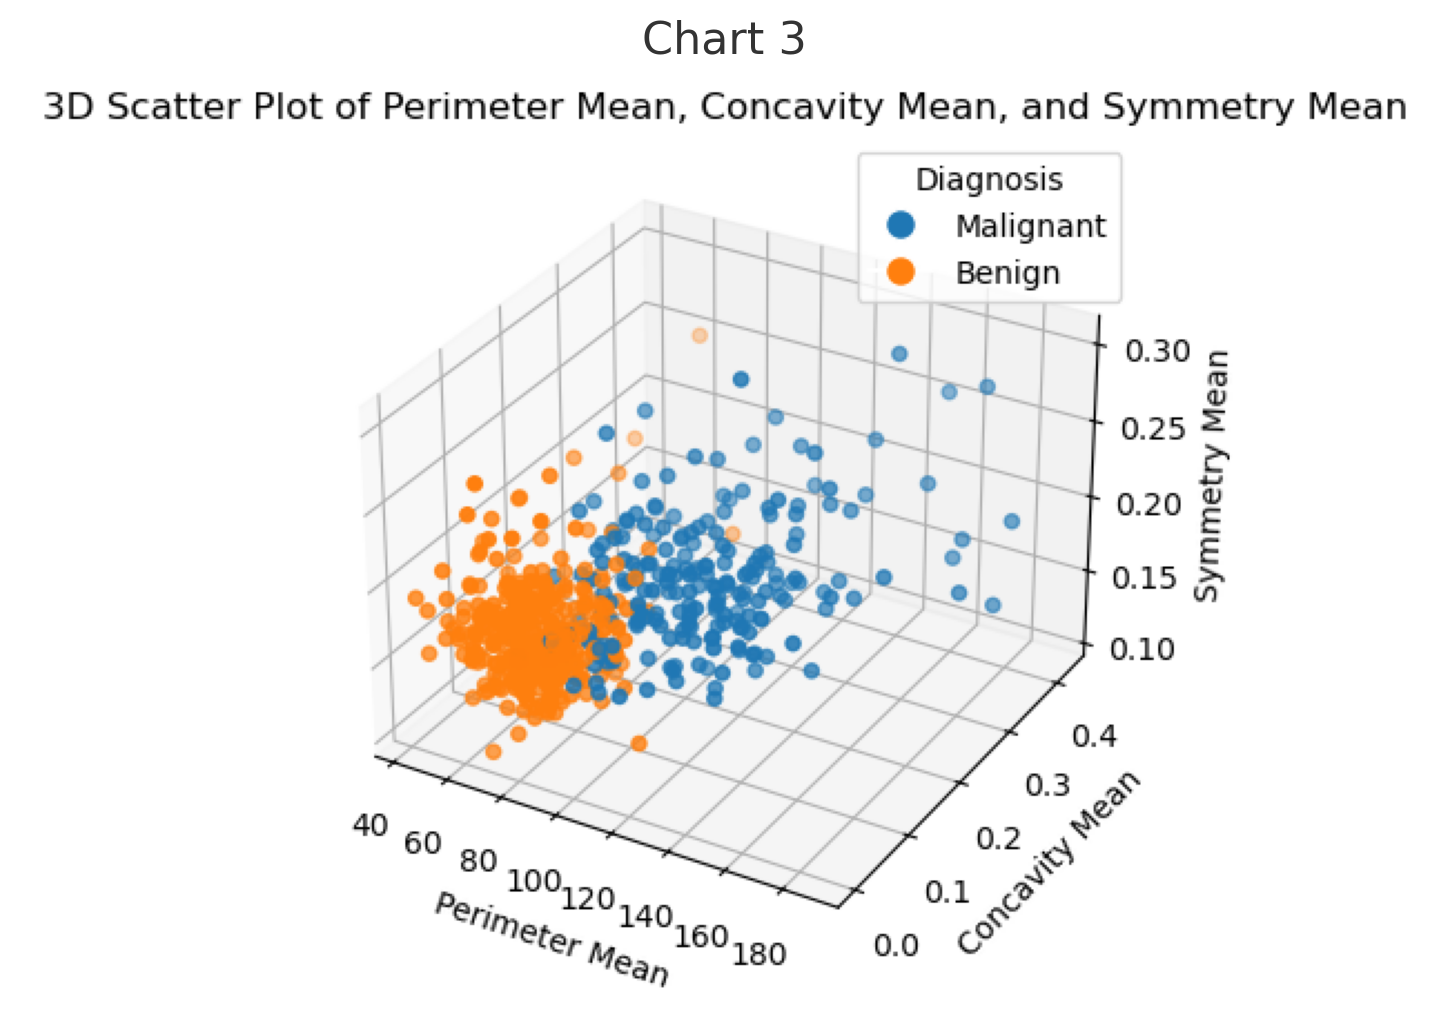 Chart 3
3D Scatter Plot of Perimeter Mean, Concavity Mean, and Symmetry Mean
Diagnosis
Malignant
Benign
0.30
0.25
0.20
0.15
0.10
Symmetry Mean
0.4
0.3
0.2
0.1
0.0
Concavity Mean
40
60
80
100
120
140
160
180
Perimeter Mean